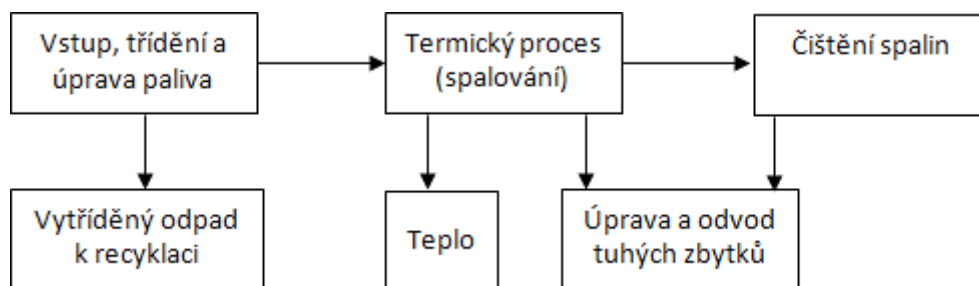 Vstup, třídění a
úprava paliva
Termický proces
(spalování)
Čištění spalin
Vytříděný odpad
k recyklaci
Teplo
Úprava a odvod
tuhých zbytků